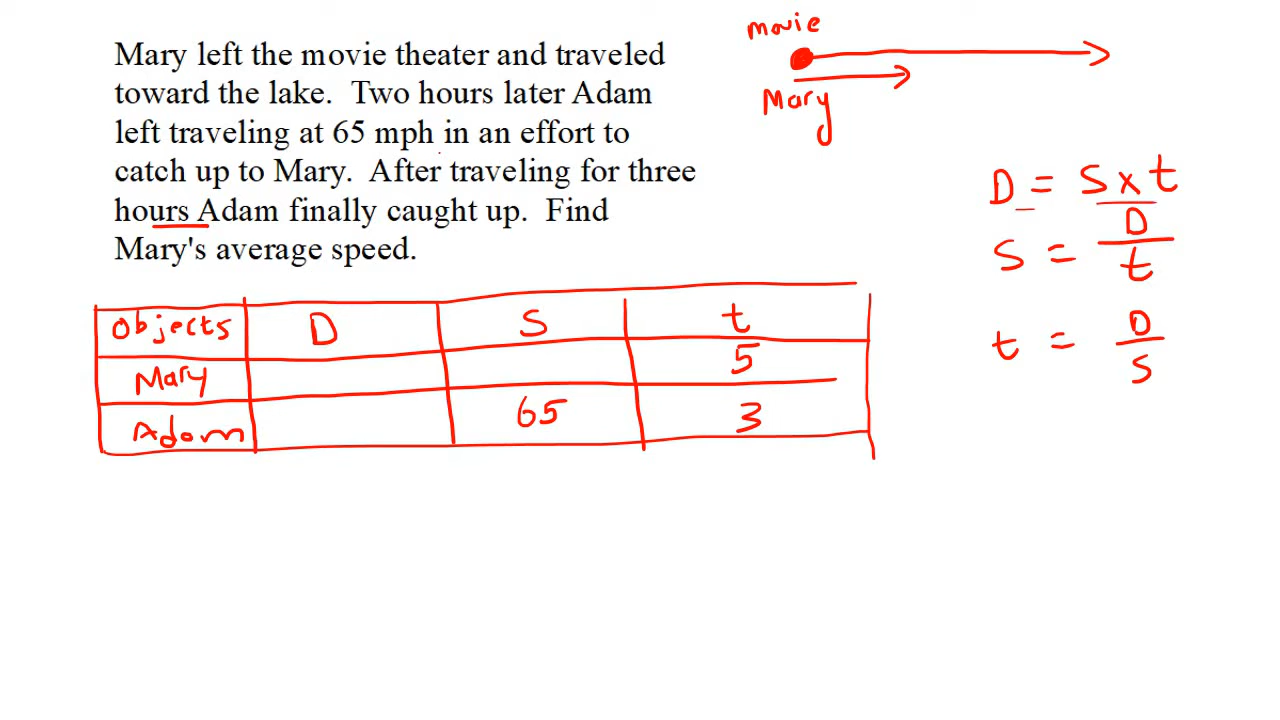 Mary left the movie theater and traveled
toward the lake.  Two hours later Adam
left traveling at 65 mph in an effort to
catch up to Mary.  After traveling for three
hours Adam finally caught up.  Find
Mary's average speed.
movie
Mary
D = S x t
S = D/t
t = D/S
Objects D S t
Mary 5
Adam 65 3